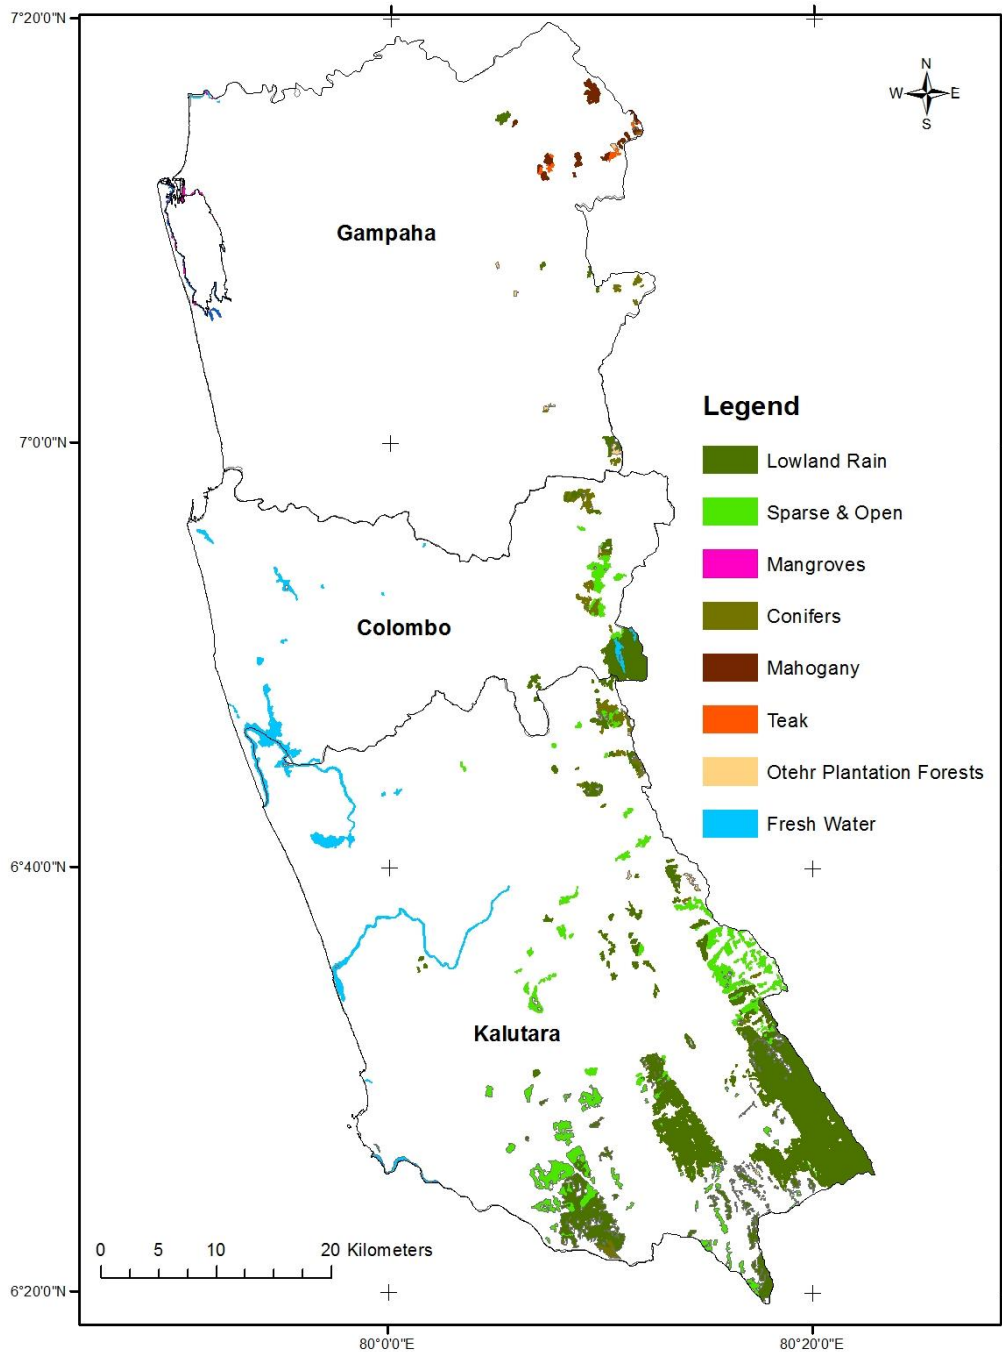 7°20'0"N
N
W E
S
Gampaha
7°0'0"N
Legend
Lowland Rain
Sparse & Open
Mangroves
Conifers
Mahogany
Teak
Otehr Plantation Forests
Fresh Water
Colombo
6°40'0"N
Kalutara
0 5 10 20 Kilometers
6°20'0"N
80°0'0"E 80°20'0"E